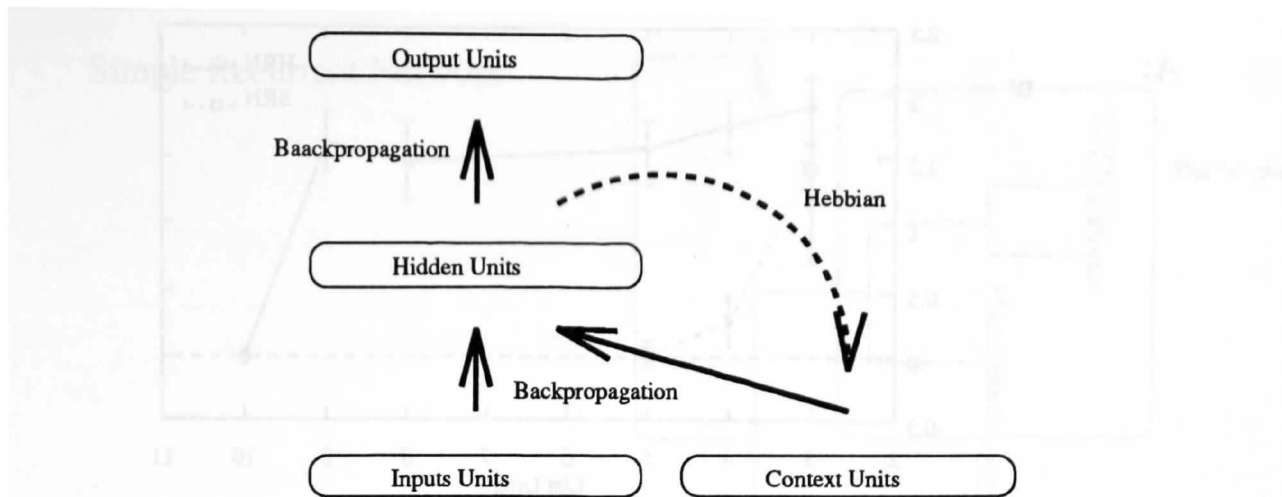 Output Units
Baackpropagation
Hebbian
Hidden Units
Backpropagation
Inputs Units
Context Units